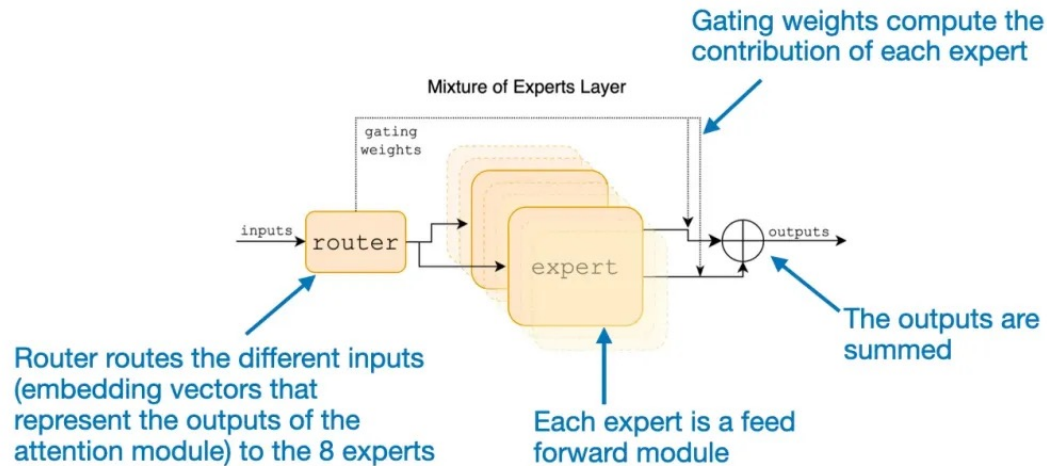 Gating weights compute the
contribution of each expert
Mixture of Experts Layer
gating
weights
inputs
router
expert
outputs
The outputs are
summed
Router routes the different inputs
(embedding vectors that
represent the outputs of the
attention module) to the 8 experts
Each expert is a feed
forward module